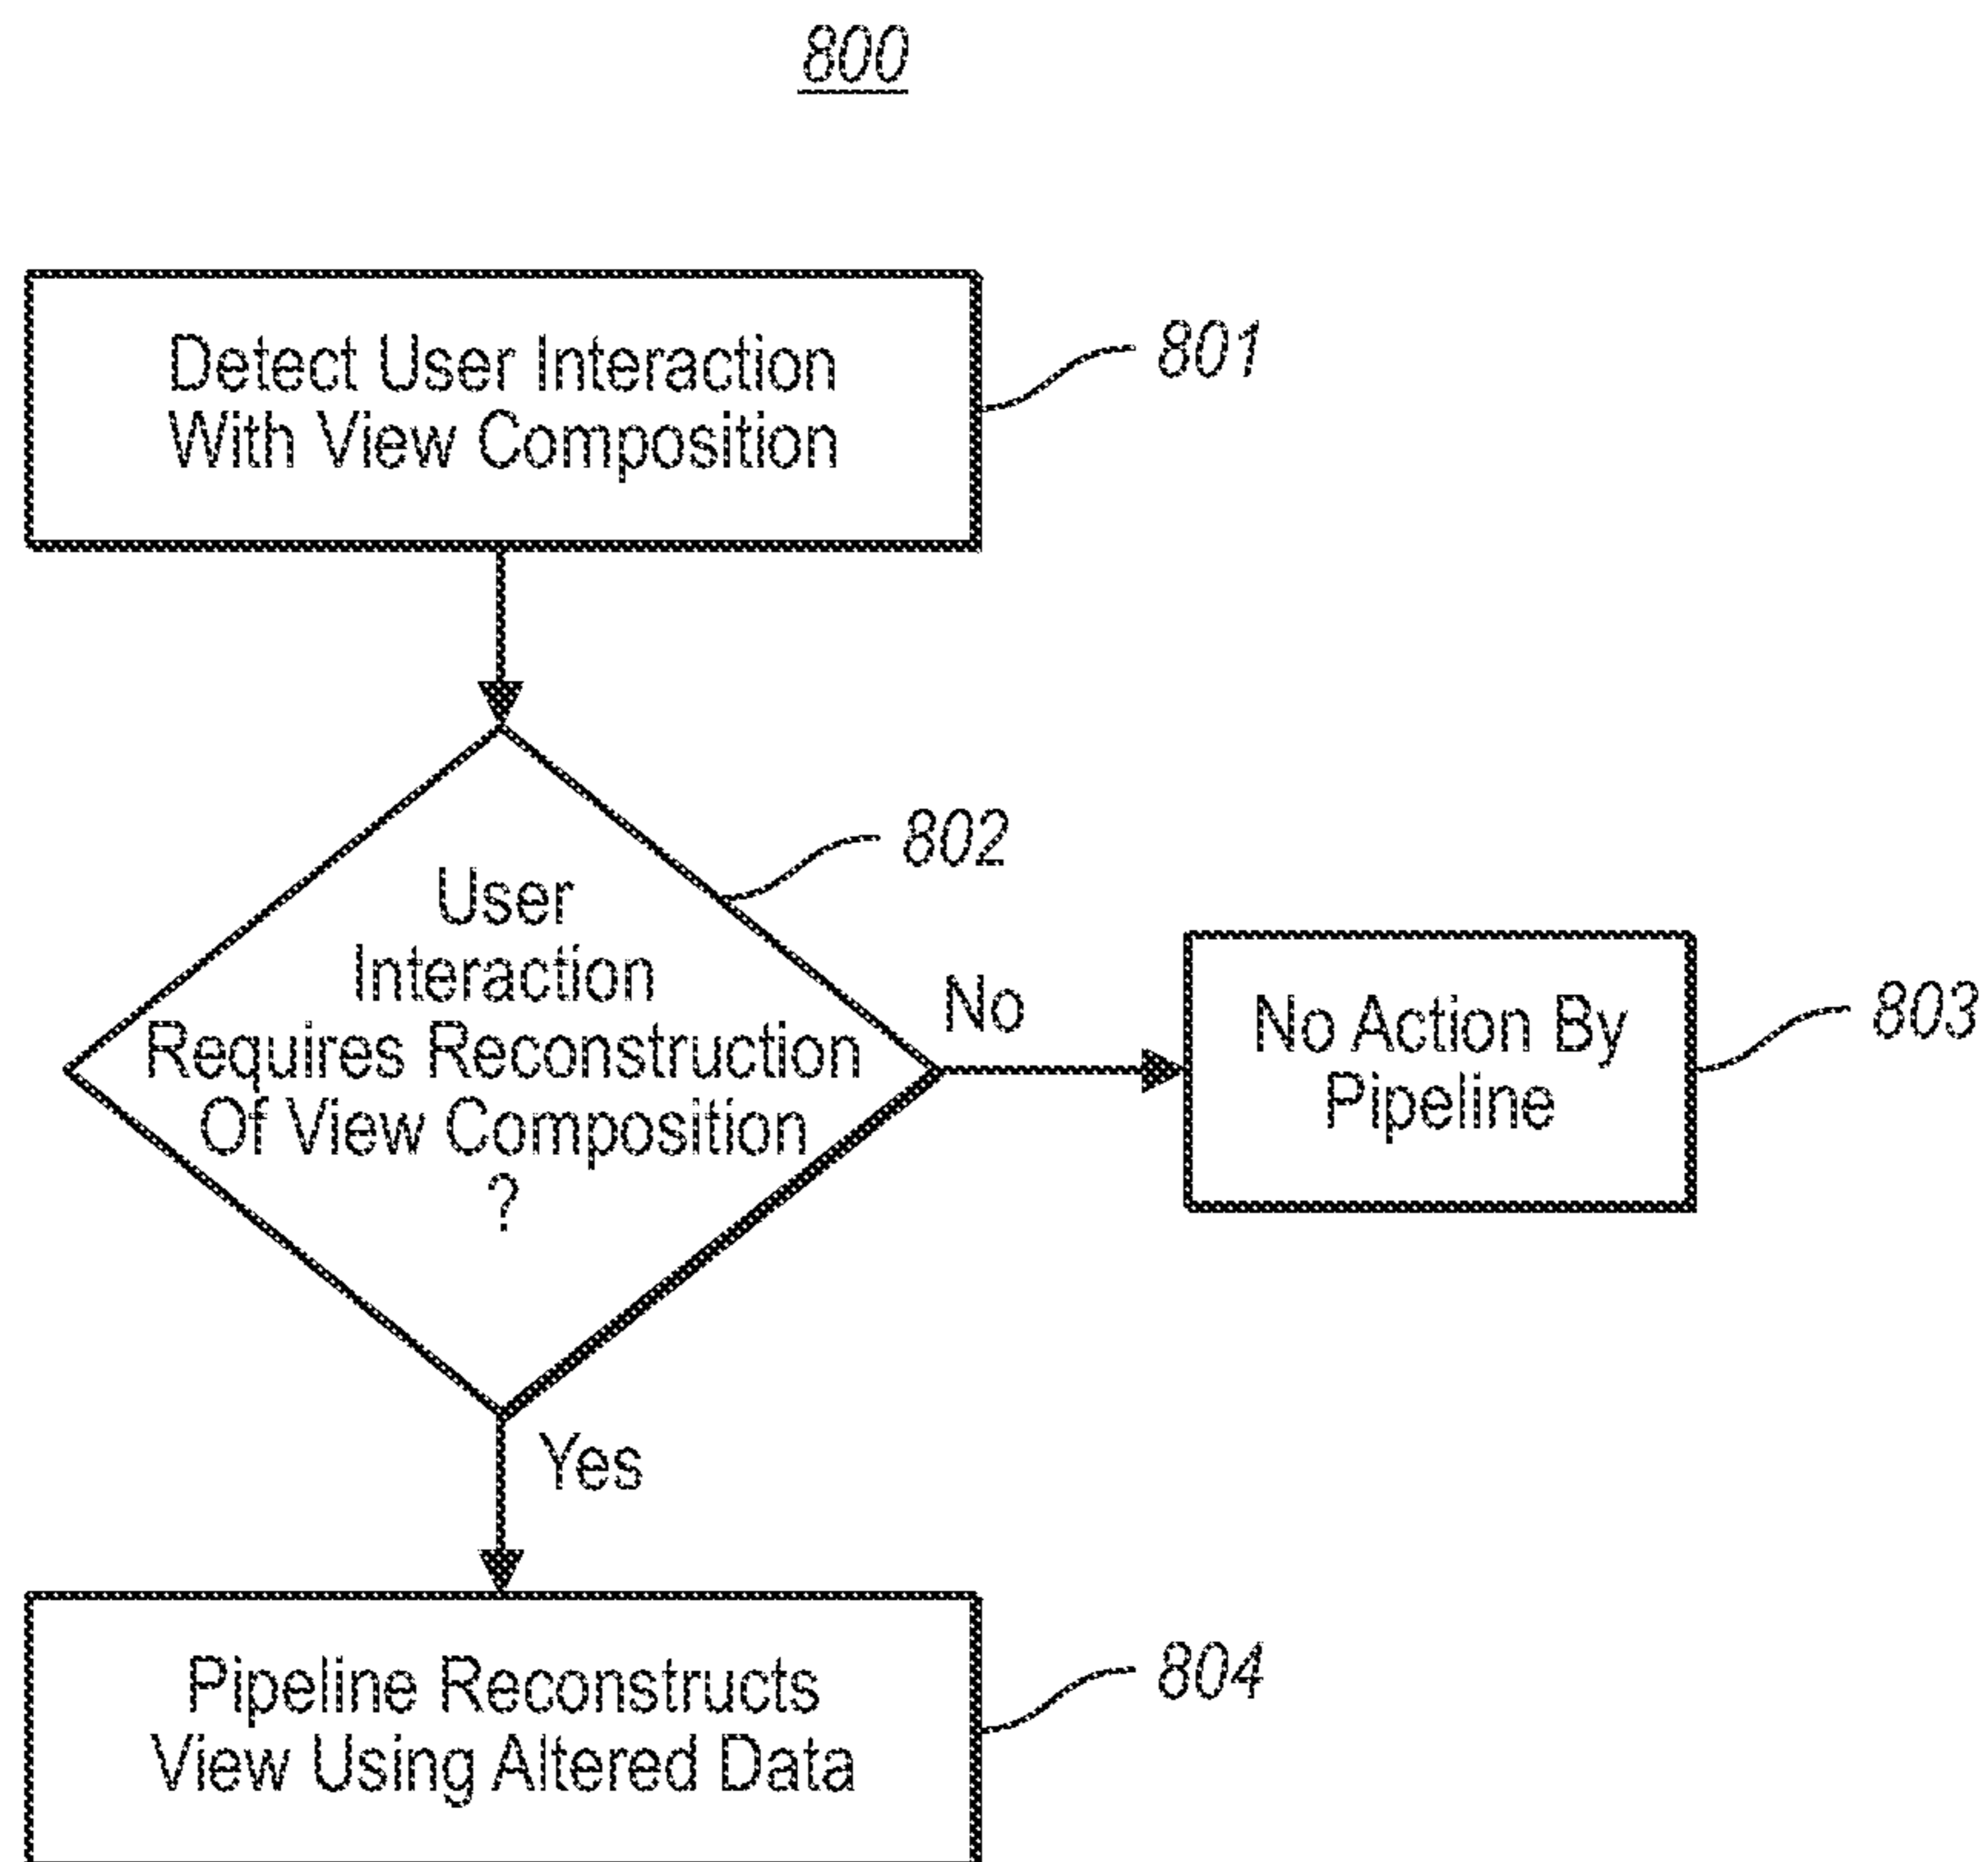 800
Detect User Interaction
With View Composition
801
802
User
Interaction
Requires Reconstruction
Of View Composition
?
No
No Action By
Pipeline
803
Yes
Pipeline Reconstructs
View Using Altered Data
804